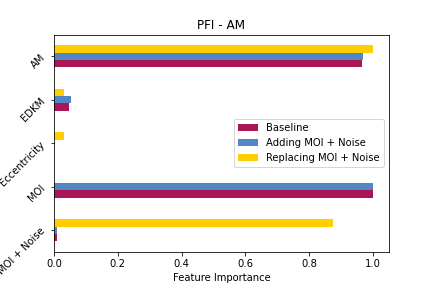 PFI - AM
AM
EDKM
Eccentricity
MOI
MOI + Noise
Baseline
Adding MOI + Noise
Replacing MOI + Noise
0.0 0.2 0.4 0.6 0.8 1.0
Feature Importance